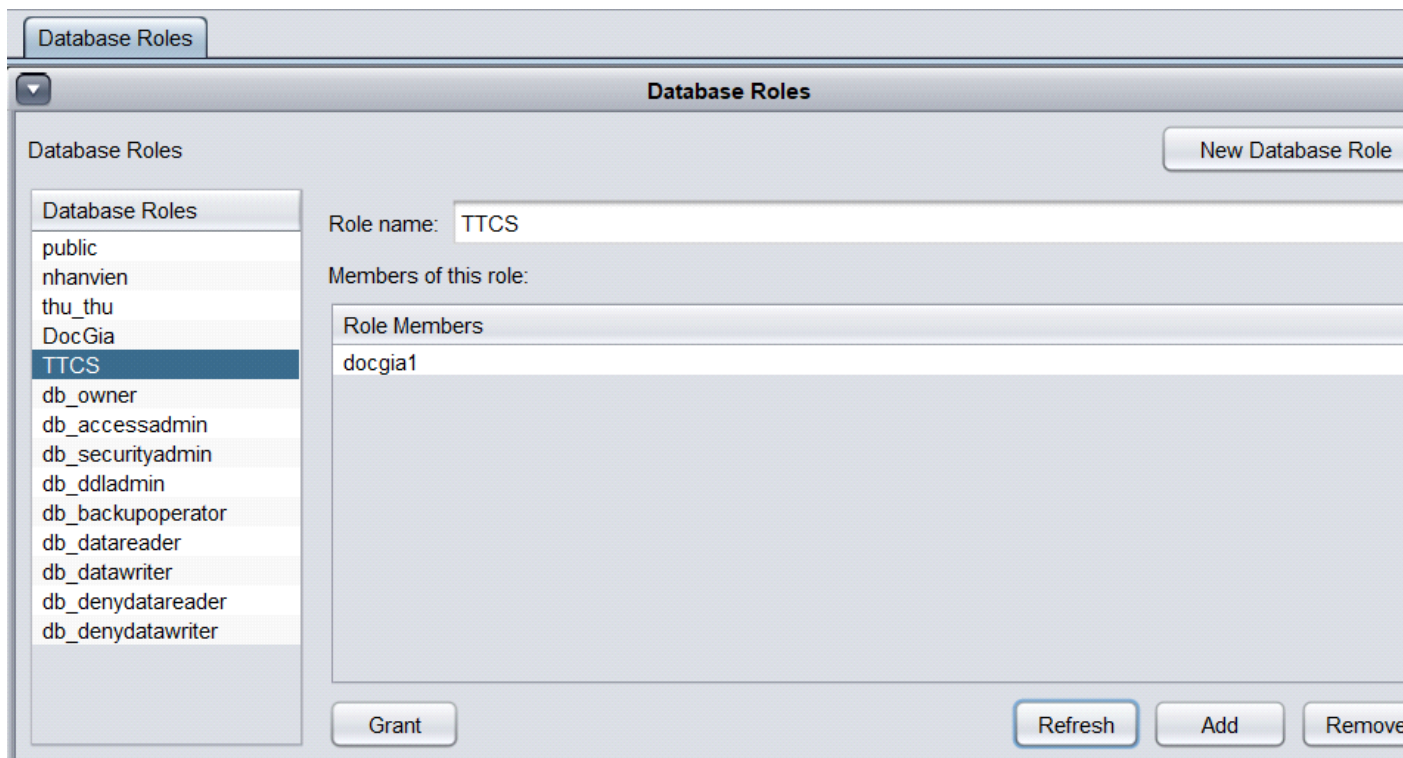 Database Roles
Database Roles
Database Roles
New Database Role
Database Roles
public
nhanvien
thu_thu
DocGia
TTCS
db_owner
db_accessadmin
db_securityadmin
db_ddladmin
db_backupoperator
db_datareader
db_datawriter
db_denydatareader
db_denydatawriter
Role name: TTCS
Members of this role:
Role Members
docgia1
Grant
Refresh
Add
Remove